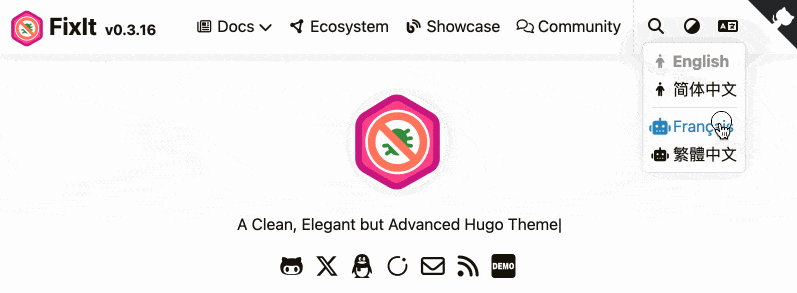 FixIt v0.3.16
Docs
Ecosystem
Showcase
Community
English
简体中文
Français
繁體中文
A Clean, Elegant but Advanced Hugo Theme|
DEMO